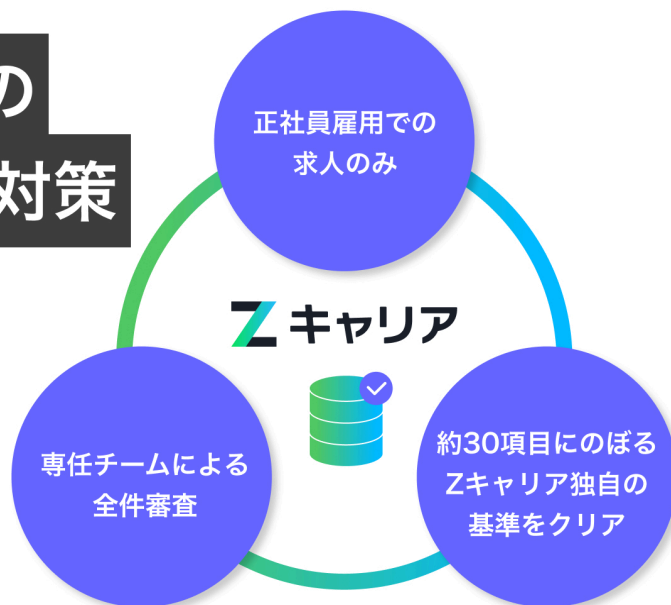 の
対策
正社員雇用での
求人のみ
Zキャリア
専任チームによる
全件審査
約30項目にのぼる
Zキャリア独自の
基準をクリア